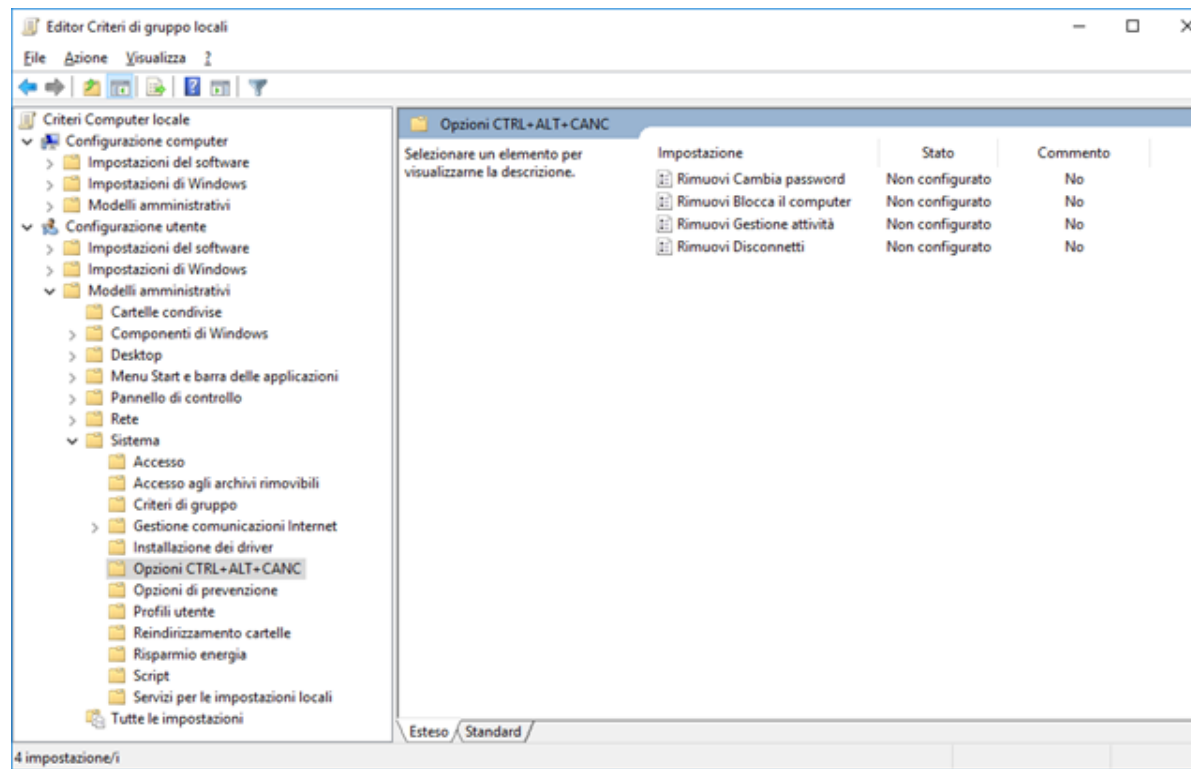 Editor Criteri di gruppo locali
File Azione Visualizza ?
Criteri Computer locale
Configurazione computer
Impostazioni del software
Impostazioni di Windows
Modelli amministrativi
Configurazione utente
Impostazioni del software
Impostazioni di Windows
Modelli amministrativi
Cartelle condivise
Componenti di Windows
Desktop
Menu Start e barra delle applicazioni
Pannello di controllo
Rete
Sistema
Accesso
Accesso agli archivi rimovibili
Criteri di gruppo
Gestione comunicazioni Internet
Installazione dei driver
Opzioni CTRL+ALT+CANC
Opzioni di prevenzione
Profili utente
Reindirizzamento cartelle
Risparmio energia
Script
Servizi per le impostazioni locali
Tutte le impostazioni
Opzioni CTRL+ALT+CANC
Selezionare un elemento per
visualizzarne la descrizione.
Impostazione Stato Commento
Rimuovi Cambia password Non configurato No
Rimuovi Blocca il computer Non configurato No
Rimuovi Gestione attività Non configurato No
Rimuovi Disconnetti Non configurato No
Esteso Standard
4 impostazione/i